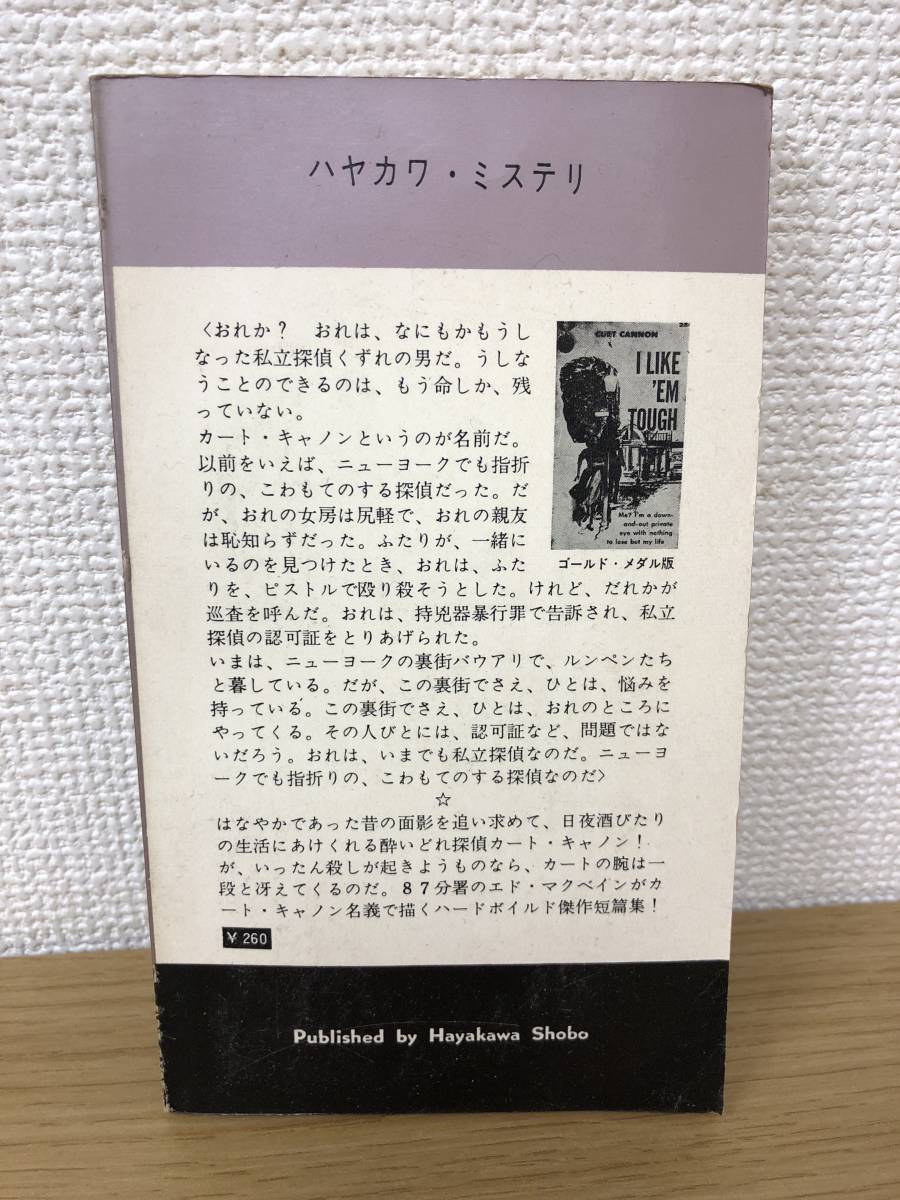 ハヤカワ・ミステリ
〈おれか？　おれは、なにもかもうし
なった私立探偵くずれの男だ。うしな
うことのできるのは、もう命しか、残
っていない。
カート・キャノンというのが名前だ。
以前をいえば、ニューヨークでも指折
りの、こわもてのする探偵だった。だ
が、おれの女房は尻軽で、おれの親友
は恥知らずだった。ふたりが、一緒に
いるのを見つけたとき、おれは、ふた
りを、ピストルで殴り殺そうとした。けれど、だれかが
巡査を呼んだ。おれは、持兇器暴行罪で告訴され、私立
探偵の認可証をとりあげられた。
いまは、ニューヨークの裏街バウアリで、ルンペンたち
と暮している。だが、この裏街でさえ、ひとは、悩みを
持っている。この裏街でさえ、ひとは、おれのところに
やってくる。その人びとには、認可証など、問題ではな
いだろう。おれは、いまでも私立探偵なのだ。ニューヨ
ークでも指折りの、こわもてのする探偵なのだ〉
25¢
CURT CANNON
I LIKE
'EM
TOUGH
Me? I'm a down-
and-out private
eye with nothing
to lose but my life
ゴールド・メダル版
☆
はなやかであった昔の面影を追い求めて、日夜酒びたり
の生活にあけくれる酔いどれ探偵カート・キャノン！
が、いったん殺しが起きようものなら、カートの腕は一
段と冴えてくるのだ。８７分署のエド・マクベインがカ
ート・キャノン名義で描くハードボイルド傑作短篇集！
¥ 260
Published by Hayakawa Shobo